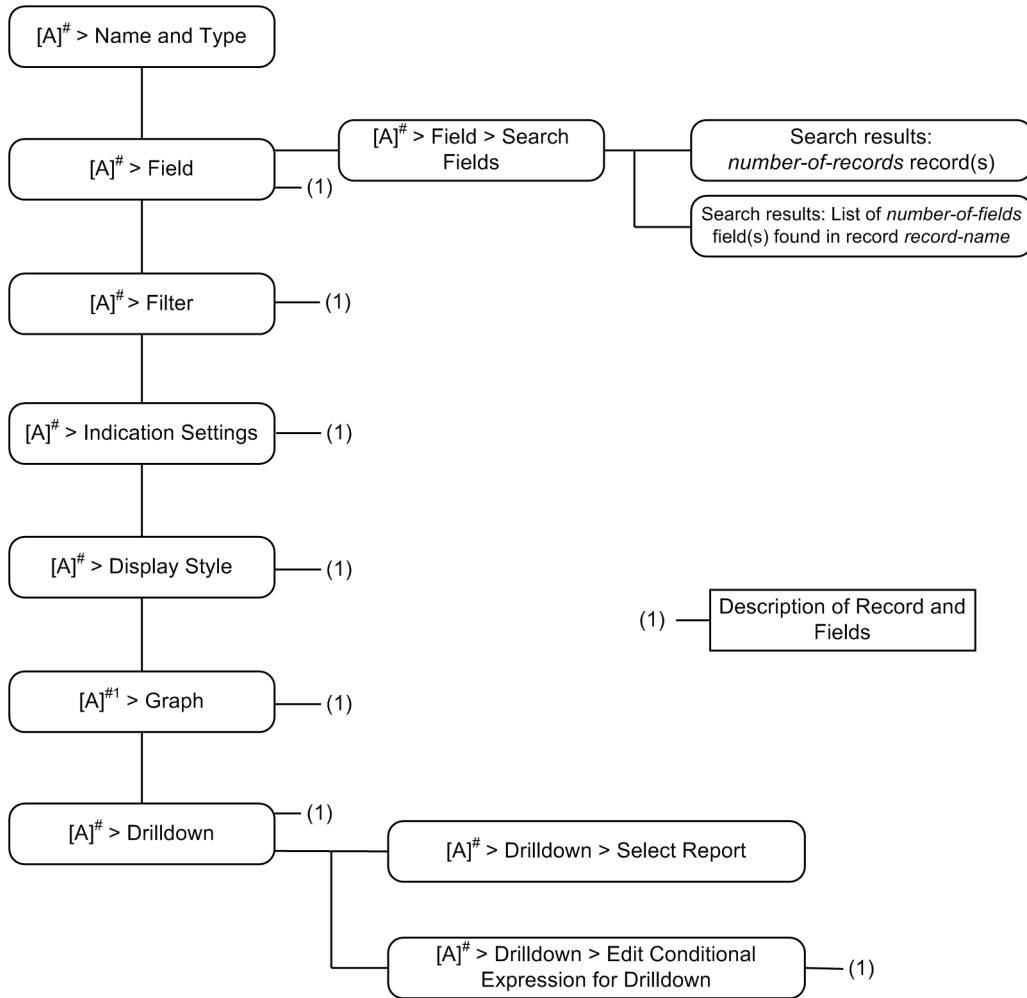 [A]# > Name and Type
[A]# > Field
(1)
[A]# > Field > Search
Fields
Search results:
number-of-records record(s)
Search results: List of number-of-fields
field(s) found in record record-name
[A]# > Filter
(1)
[A]# > Indication Settings
(1)
[A]# > Display Style
(1)
(1)
Description of Record and
Fields
[A]#1 > Graph
(1)
[A]# > Drilldown
(1)
[A]# > Drilldown > Select Report
[A]# > Drilldown > Edit Conditional
Expression for Drilldown
(1)